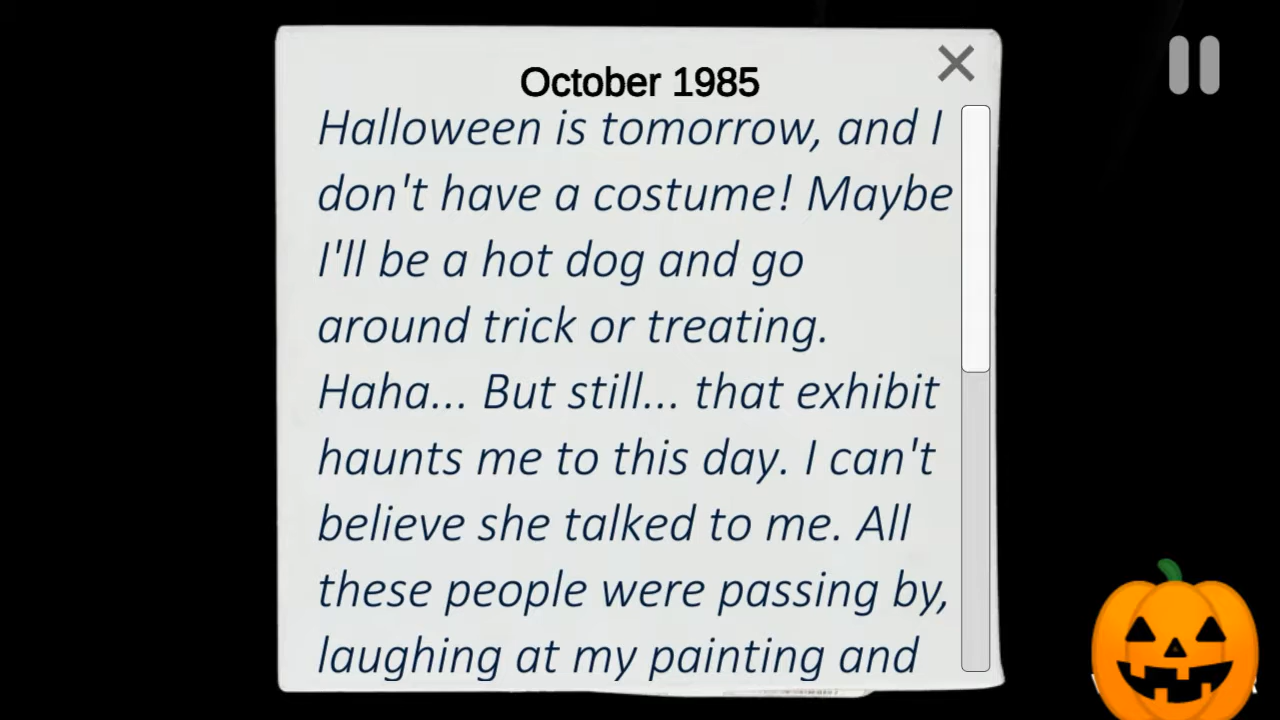 October 1985
Halloween is tomorrow, and I
don't have a costume! Maybe
I'll be a hot dog and go
around trick or treating.
Haha... But still... that exhibit
haunts me to this day. I can't
believe she talked to me. All
these people were passing by,
laughing at my painting and